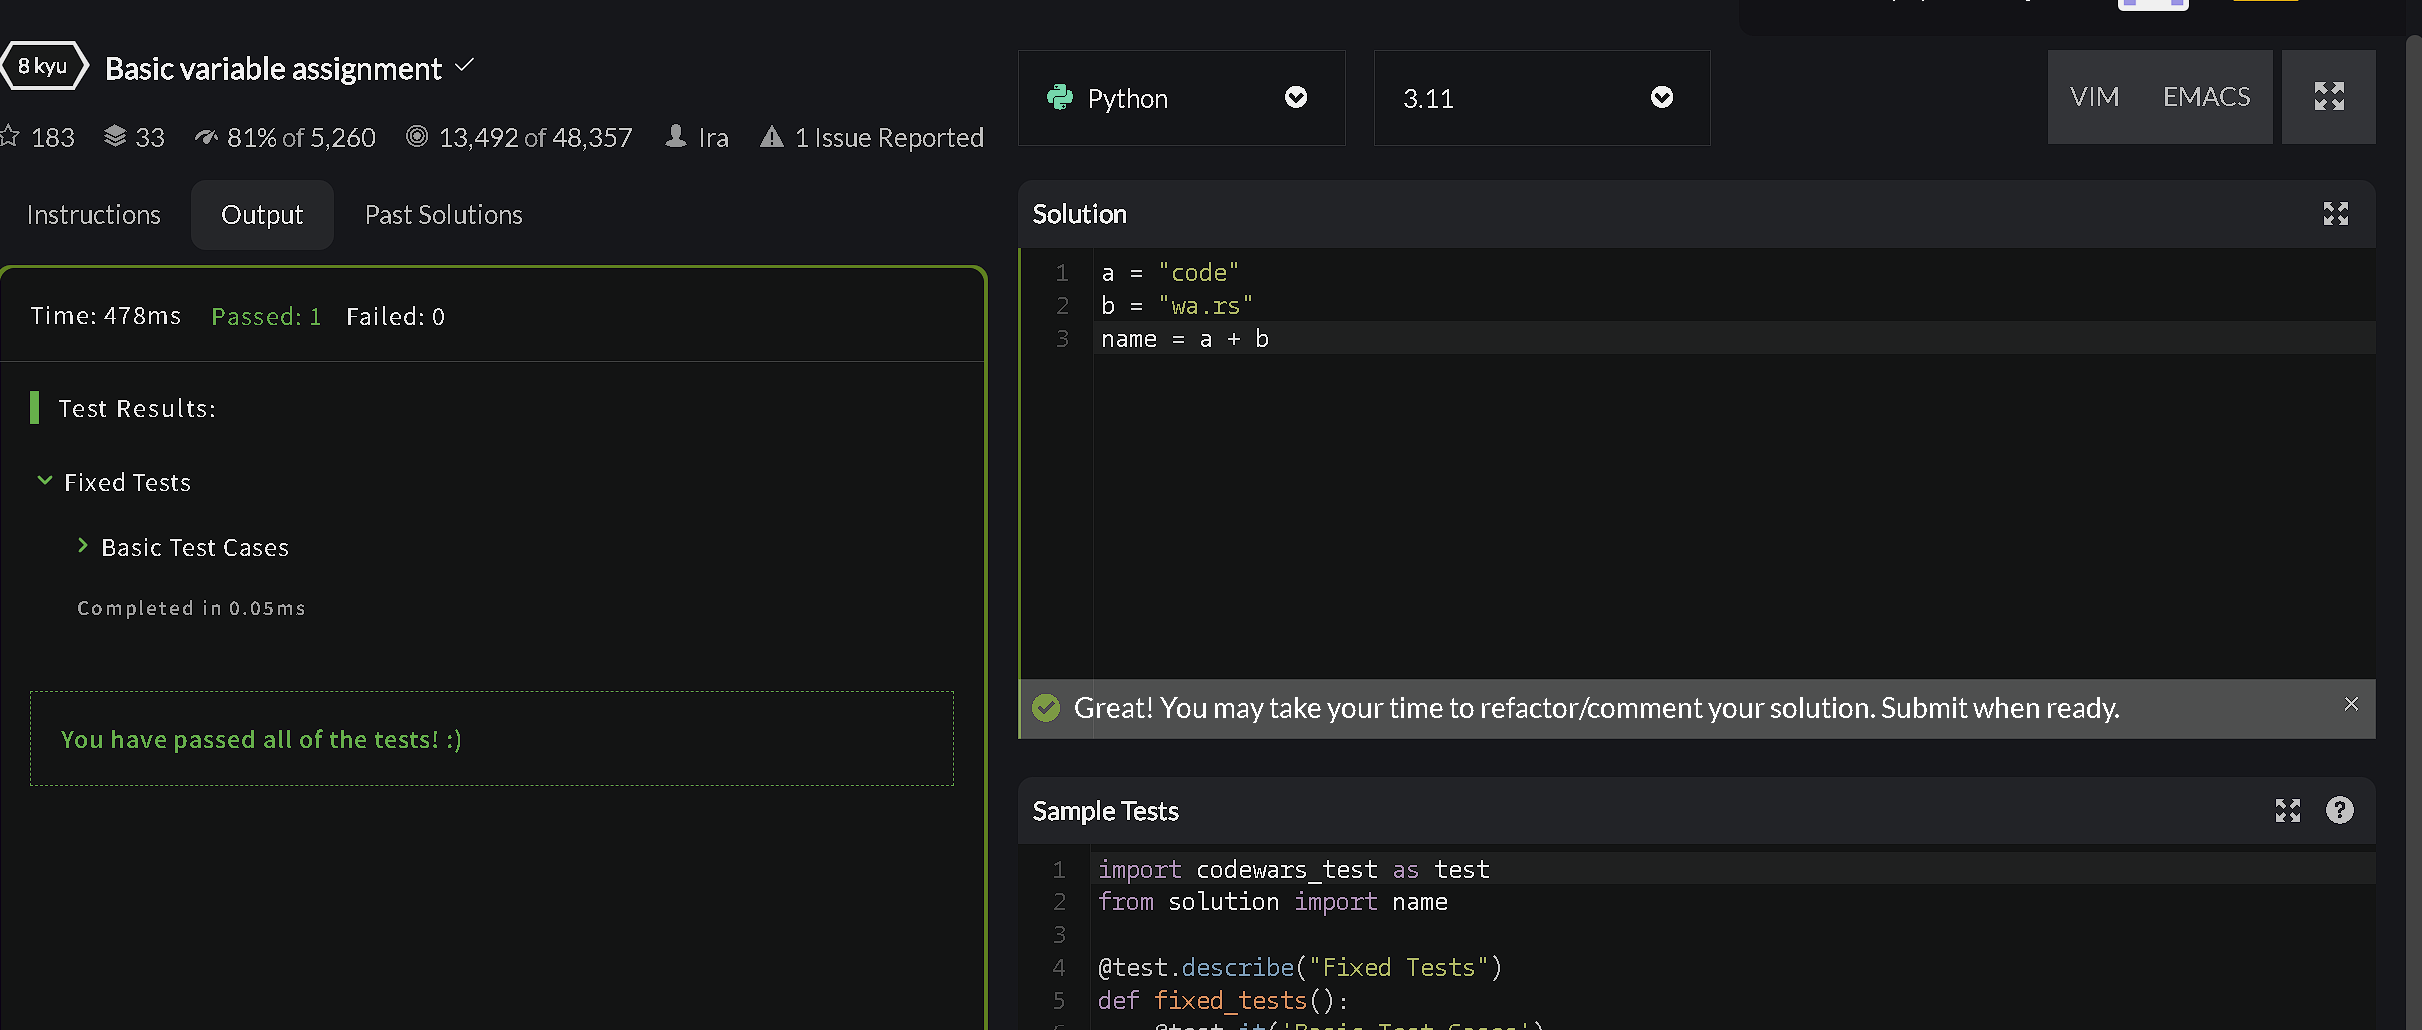 8 kyu
Basic variable assignment
183 33 81% of 5,260 13,492 of 48,357 Ira 1 Issue Reported
Instructions Output Past Solutions
Time: 478ms Passed: 1 Failed: 0
Test Results:
Fixed Tests
Basic Test Cases
Completed in 0.05ms
You have passed all of the tests! :)
Python
3.11
VIM EMACS
Solution
1 a = "code"
2 b = "wa.rs"
3 name = a + b
Great! You may take your time to refactor/comment your solution. Submit when ready.
Sample Tests
1 import codewars_test as test
2 from solution import name
3
4 @test.describe("Fixed Tests")
5 def fixed_tests():
@test.it('Basic Test Cases')